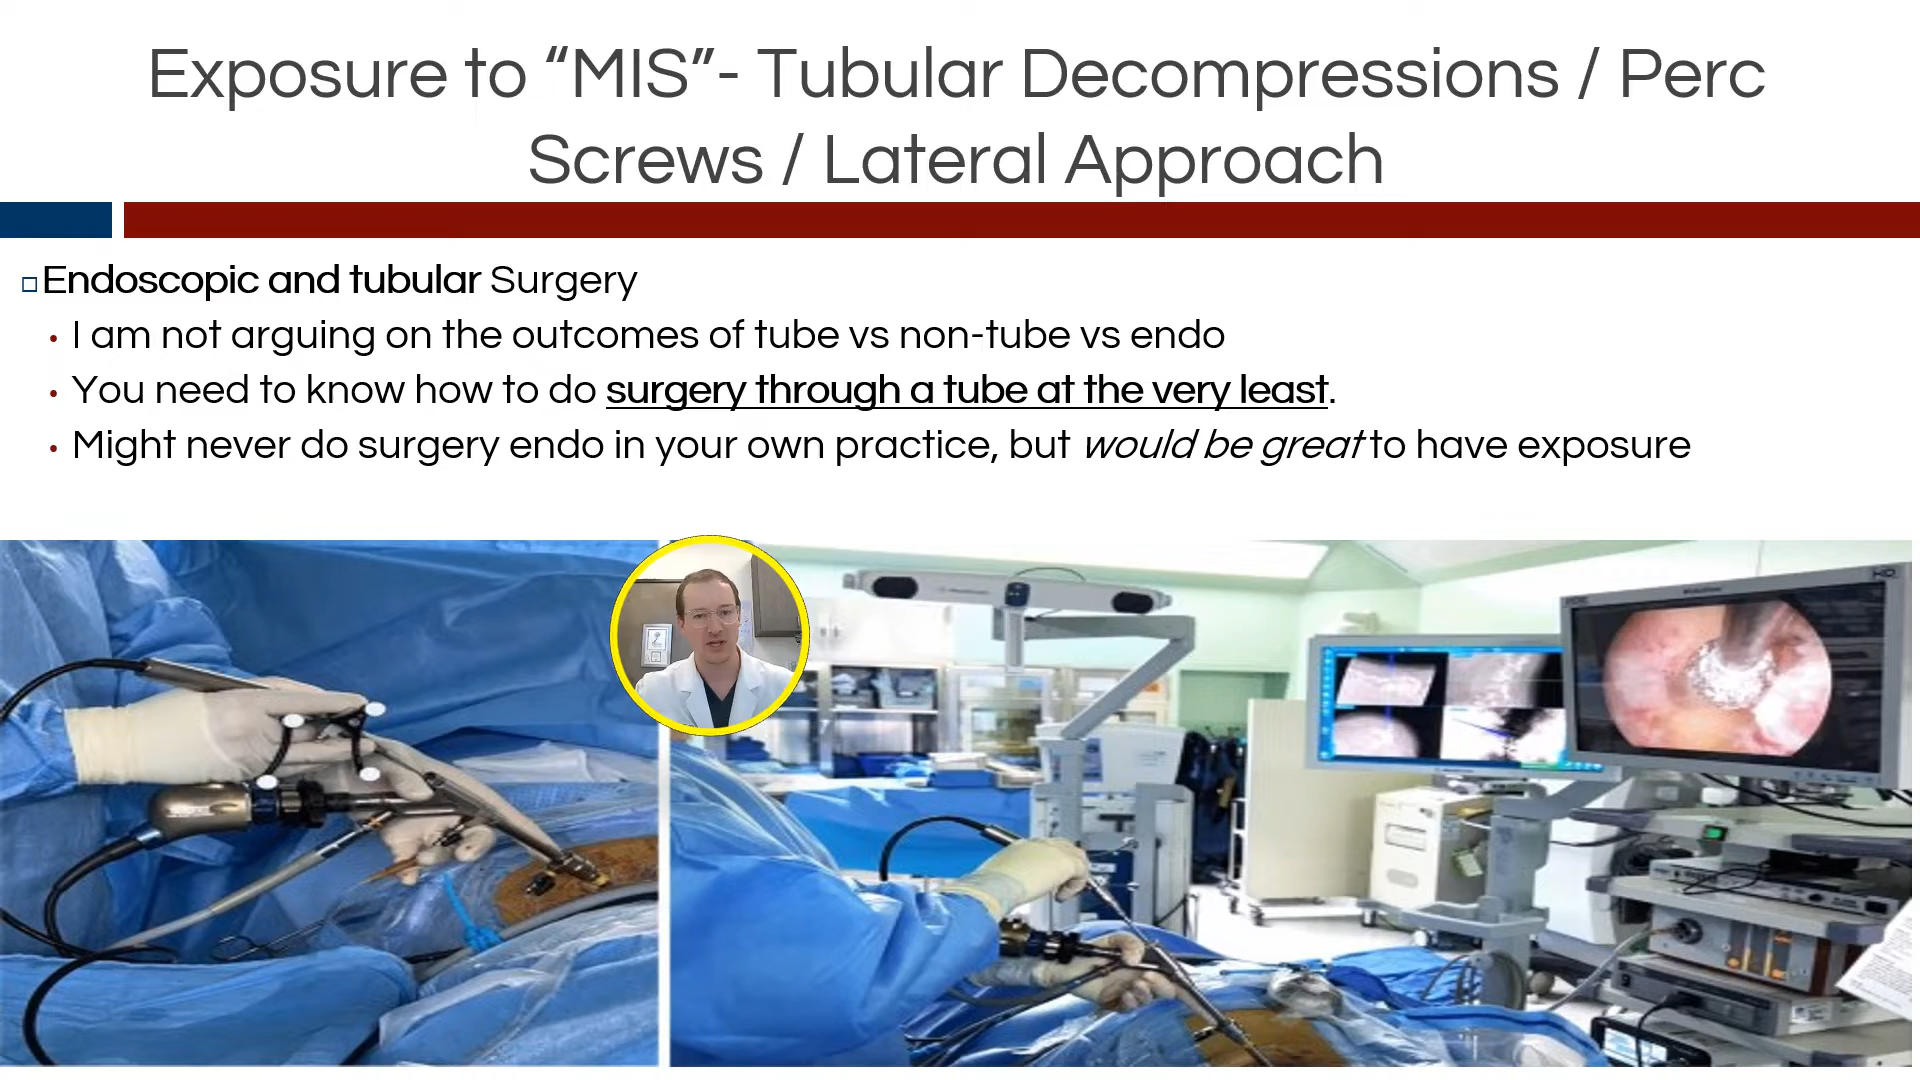 Exposure to “MIS”- Tubular Decompressions / Perc
Screws / Lateral Approach
Endoscopic and tubular Surgery
• I am not arguing on the outcomes of tube vs non-tube vs endo
• You need to know how to do surgery through a tube at the very least.
• Might never do surgery endo in your own practice, but would be great to have exposure